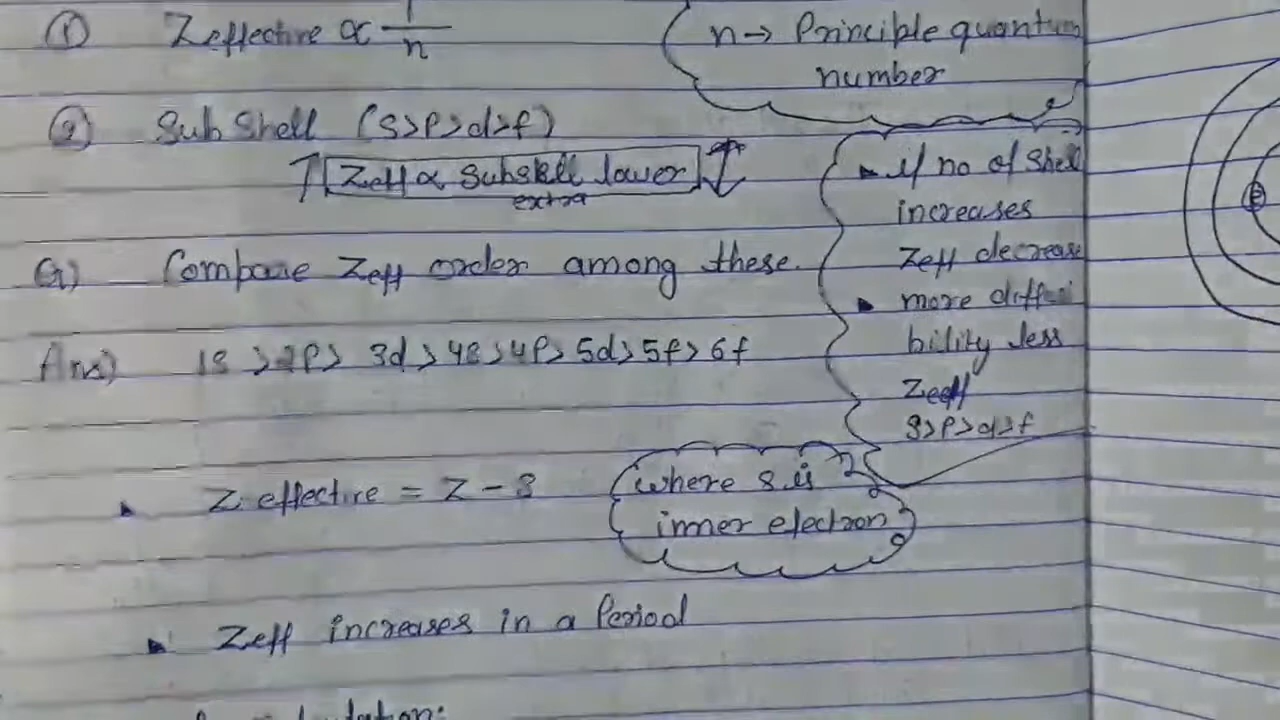 ① Zeffective ∝ 1/n
n→ Principle quantum
number
② Sub Shell (s>p>d>f)
↑ Zeff ∝ Subshell lower ↕
extra
If no of Shell
increases
Zeff decrease
more
bility less
Zeff
s>p>d>f
Q) Compare Zeff order among these.
Ans) 1s >2p> 3d >4s>4p> 5d>5f>6f
Z effective = Z - s
(where s is
inner electron)
Zeff increases in a Period